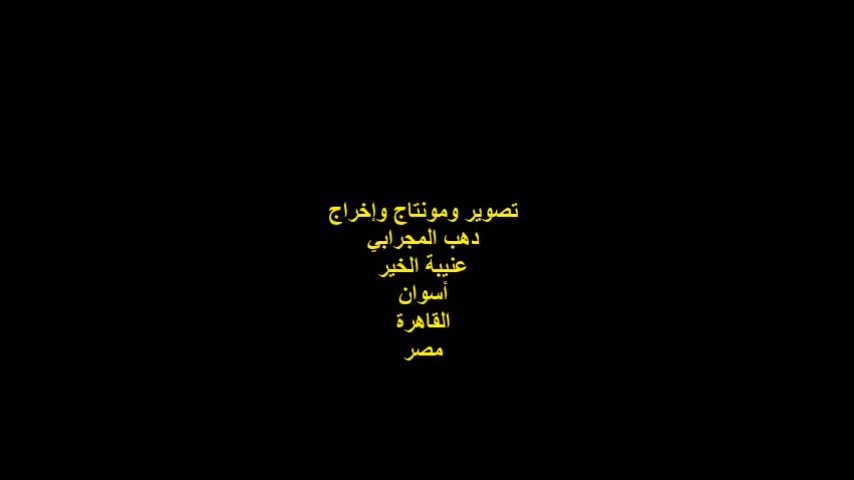 تصوير ومونتاج وإخراج
دهب المجرابي
عنيبة الخير
أسوان
القاهرة
مصر